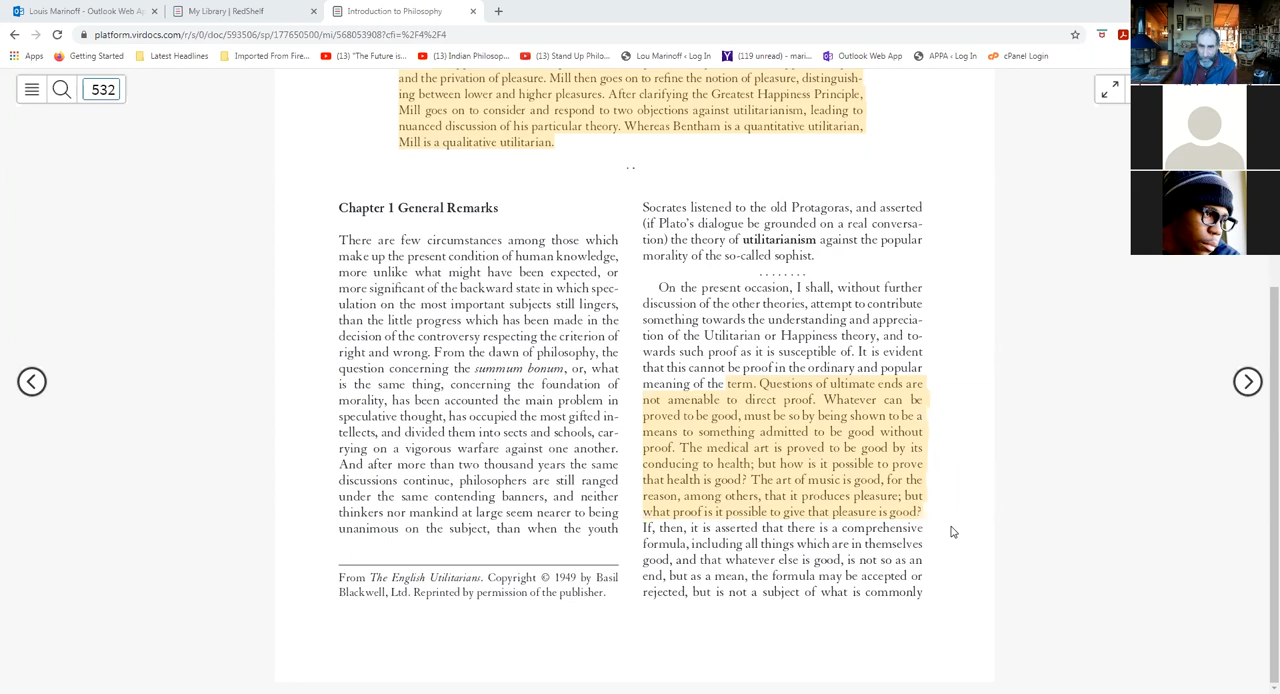 Louis Marinoff - Outlook Web Ap
My Library | RedShelf
Introduction to Philosophy
platform.virdocs.com/r/s/0/doc/593506/sp/177650500/mi/568053908?cfi=%2F4%2F4
Apps
Getting Started
Latest Headlines
Imported From Fire...
(13) "The Future is...
(13) Indian Philosop...
(13) Stand Up Philo...
Lou Marinoff ‹ Log In
(119 unread) - mari...
Outlook Web App
APPA ‹ Log In
cPanel Login
532
and the privation of pleasure. Mill then goes on to refine the notion of pleasure, distinguish-
ing between lower and higher pleasures. After clarifying the Greatest Happiness Principle,
Mill goes on to consider and respond to two objections against utilitarianism, leading to
nuanced discussion of his particular theory. Whereas Bentham is a quantitative utilitarian,
Mill is a qualitative utilitarian.
Chapter 1 General Remarks
There are few circumstances among those which
make up the present condition of human knowledge,
more unlike what might have been expected, or
more significant of the backward state in which spec-
ulation on the most important subjects still lingers,
than the little progress which has been made in the
decision of the controversy respecting the criterion of
right and wrong. From the dawn of philosophy, the
question concerning the summum bonum, or, what
is the same thing, concerning the foundation of
morality, has been accounted the main problem in
speculative thought, has occupied the most gifted in-
tellects, and divided them into sects and schools, car-
rying on a vigorous warfare against one another.
And after more than two thousand years the same
discussions continue, philosophers are still ranged
under the same contending banners, and neither
thinkers nor mankind at large seem nearer to being
unanimous on the subject, than when the youth
From The English Utilitarians. Copyright © 1949 by Basil
Blackwell, Ltd. Reprinted by permission of the publisher.
Socrates listened to the old Protagoras, and asserted
(if Plato's dialogue be grounded on a real conversa-
tion) the theory of utilitarianism against the popular
morality of the so-called sophist.
. . . . . . . .
On the present occasion, I shall, without further
discussion of the other theories, attempt to contribute
something towards the understanding and apprecia-
tion of the Utilitarian or Happiness theory, and to-
wards such proof as it is susceptible of. It is evident
that this cannot be proof in the ordinary and popular
meaning of the term. Questions of ultimate ends are
not amenable to direct proof. Whatever can be
proved to be good, must be so by being shown to be a
means to something admitted to be good without
proof. The medical art is proved to be good by its
conducing to health; but how is it possible to prove
that health is good? The art of music is good, for the
reason, among others, that it produces pleasure; but
what proof is it possible to give that pleasure is good?
If, then, it is asserted that there is a comprehensive
formula, including all things which are in themselves
good, and that whatever else is good, is not so as an
end, but as a mean, the formula may be accepted or
rejected, but is not a subject of what is commonly